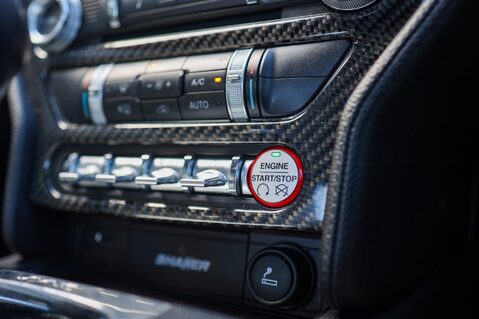 A/C
AUTO
ENGINE
START/STOP
SHAKER